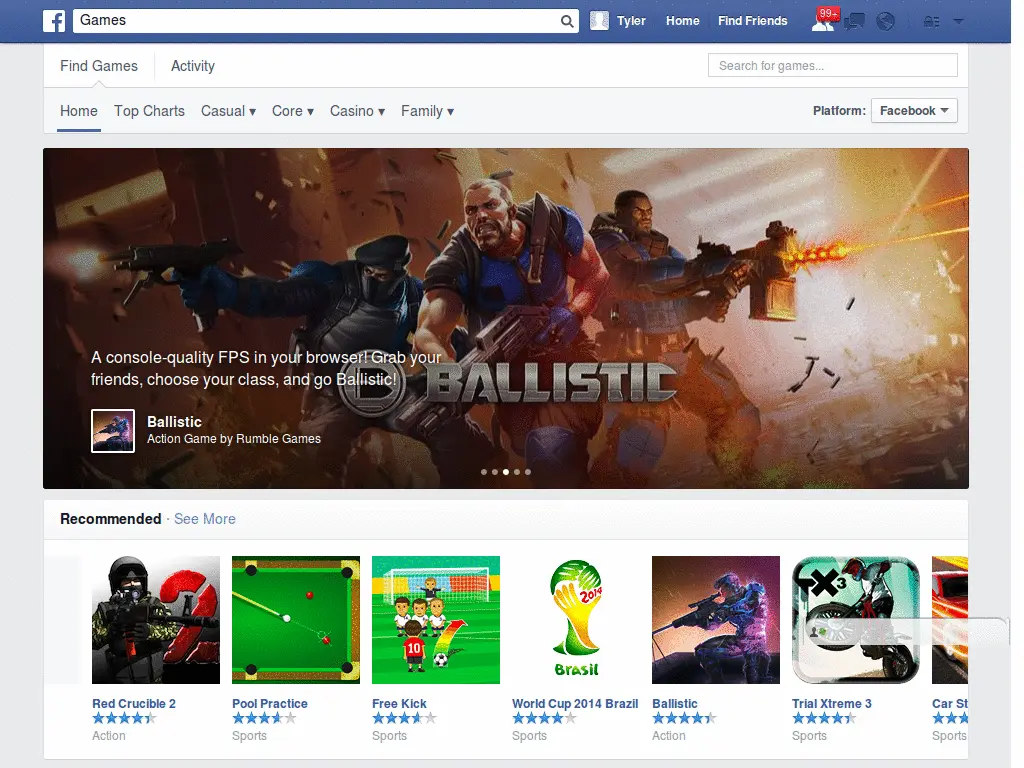 Games
Tyler
Home
Find Friends
99+
Find Games
Activity
Search for games...
Home
Top Charts
Casual ▾
Core ▾
Casino ▾
Family ▾
Platform:
Facebook
A console-quality FPS in your browser! Grab your
friends, choose your class, and go Ballistic!
BALLISTIC
Ballistic
Action Game by Rumble Games
Recommended · See More
2
10
2014
Brasil
X3
Red Crucible 2
Action
Pool Practice
Sports
Free Kick
Sports
World Cup 2014 Brazil
Sports
Ballistic
Action
Trial Xtreme 3
Sports
Car St
Sports